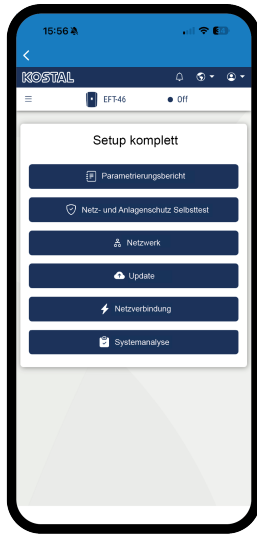 15:56
KOSTAL
EFT-46 Off
Setup komplett
Parametrierungsbericht
Netz- und Anlagenschutz Selbsttest
Netzwerk
Update
Netzverbindung
Systemanalyse